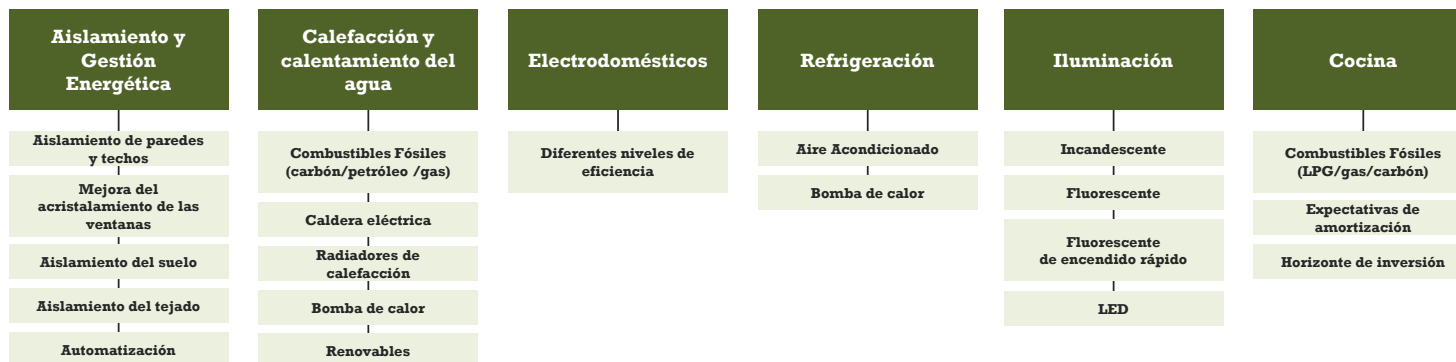 Aislamiento y
Gestión
Energética
Aislamiento de paredes
y techos
Mejora del
acristalamiento de las
ventanas
Aislamiento del suelo
Aislamiento del tejado
Automatización
Calefacción y
calentamiento del
agua
Combustibles Fósiles
(carbón/petróleo /gas)
Caldera eléctrica
Radiadores de
calefacción
Bomba de calor
Renovables
Electrodomésticos
Diferentes niveles de
eficiencia
Refrigeración
Aire Acondicionado
Bomba de calor
Iluminación
Incandescente
Fluorescente
Fluorescente
de encendido rápido
LED
Cocina
Combustibles Fósiles
(LPG/gas/carbón)
Expectativas de
amortización
Horizonte de inversión